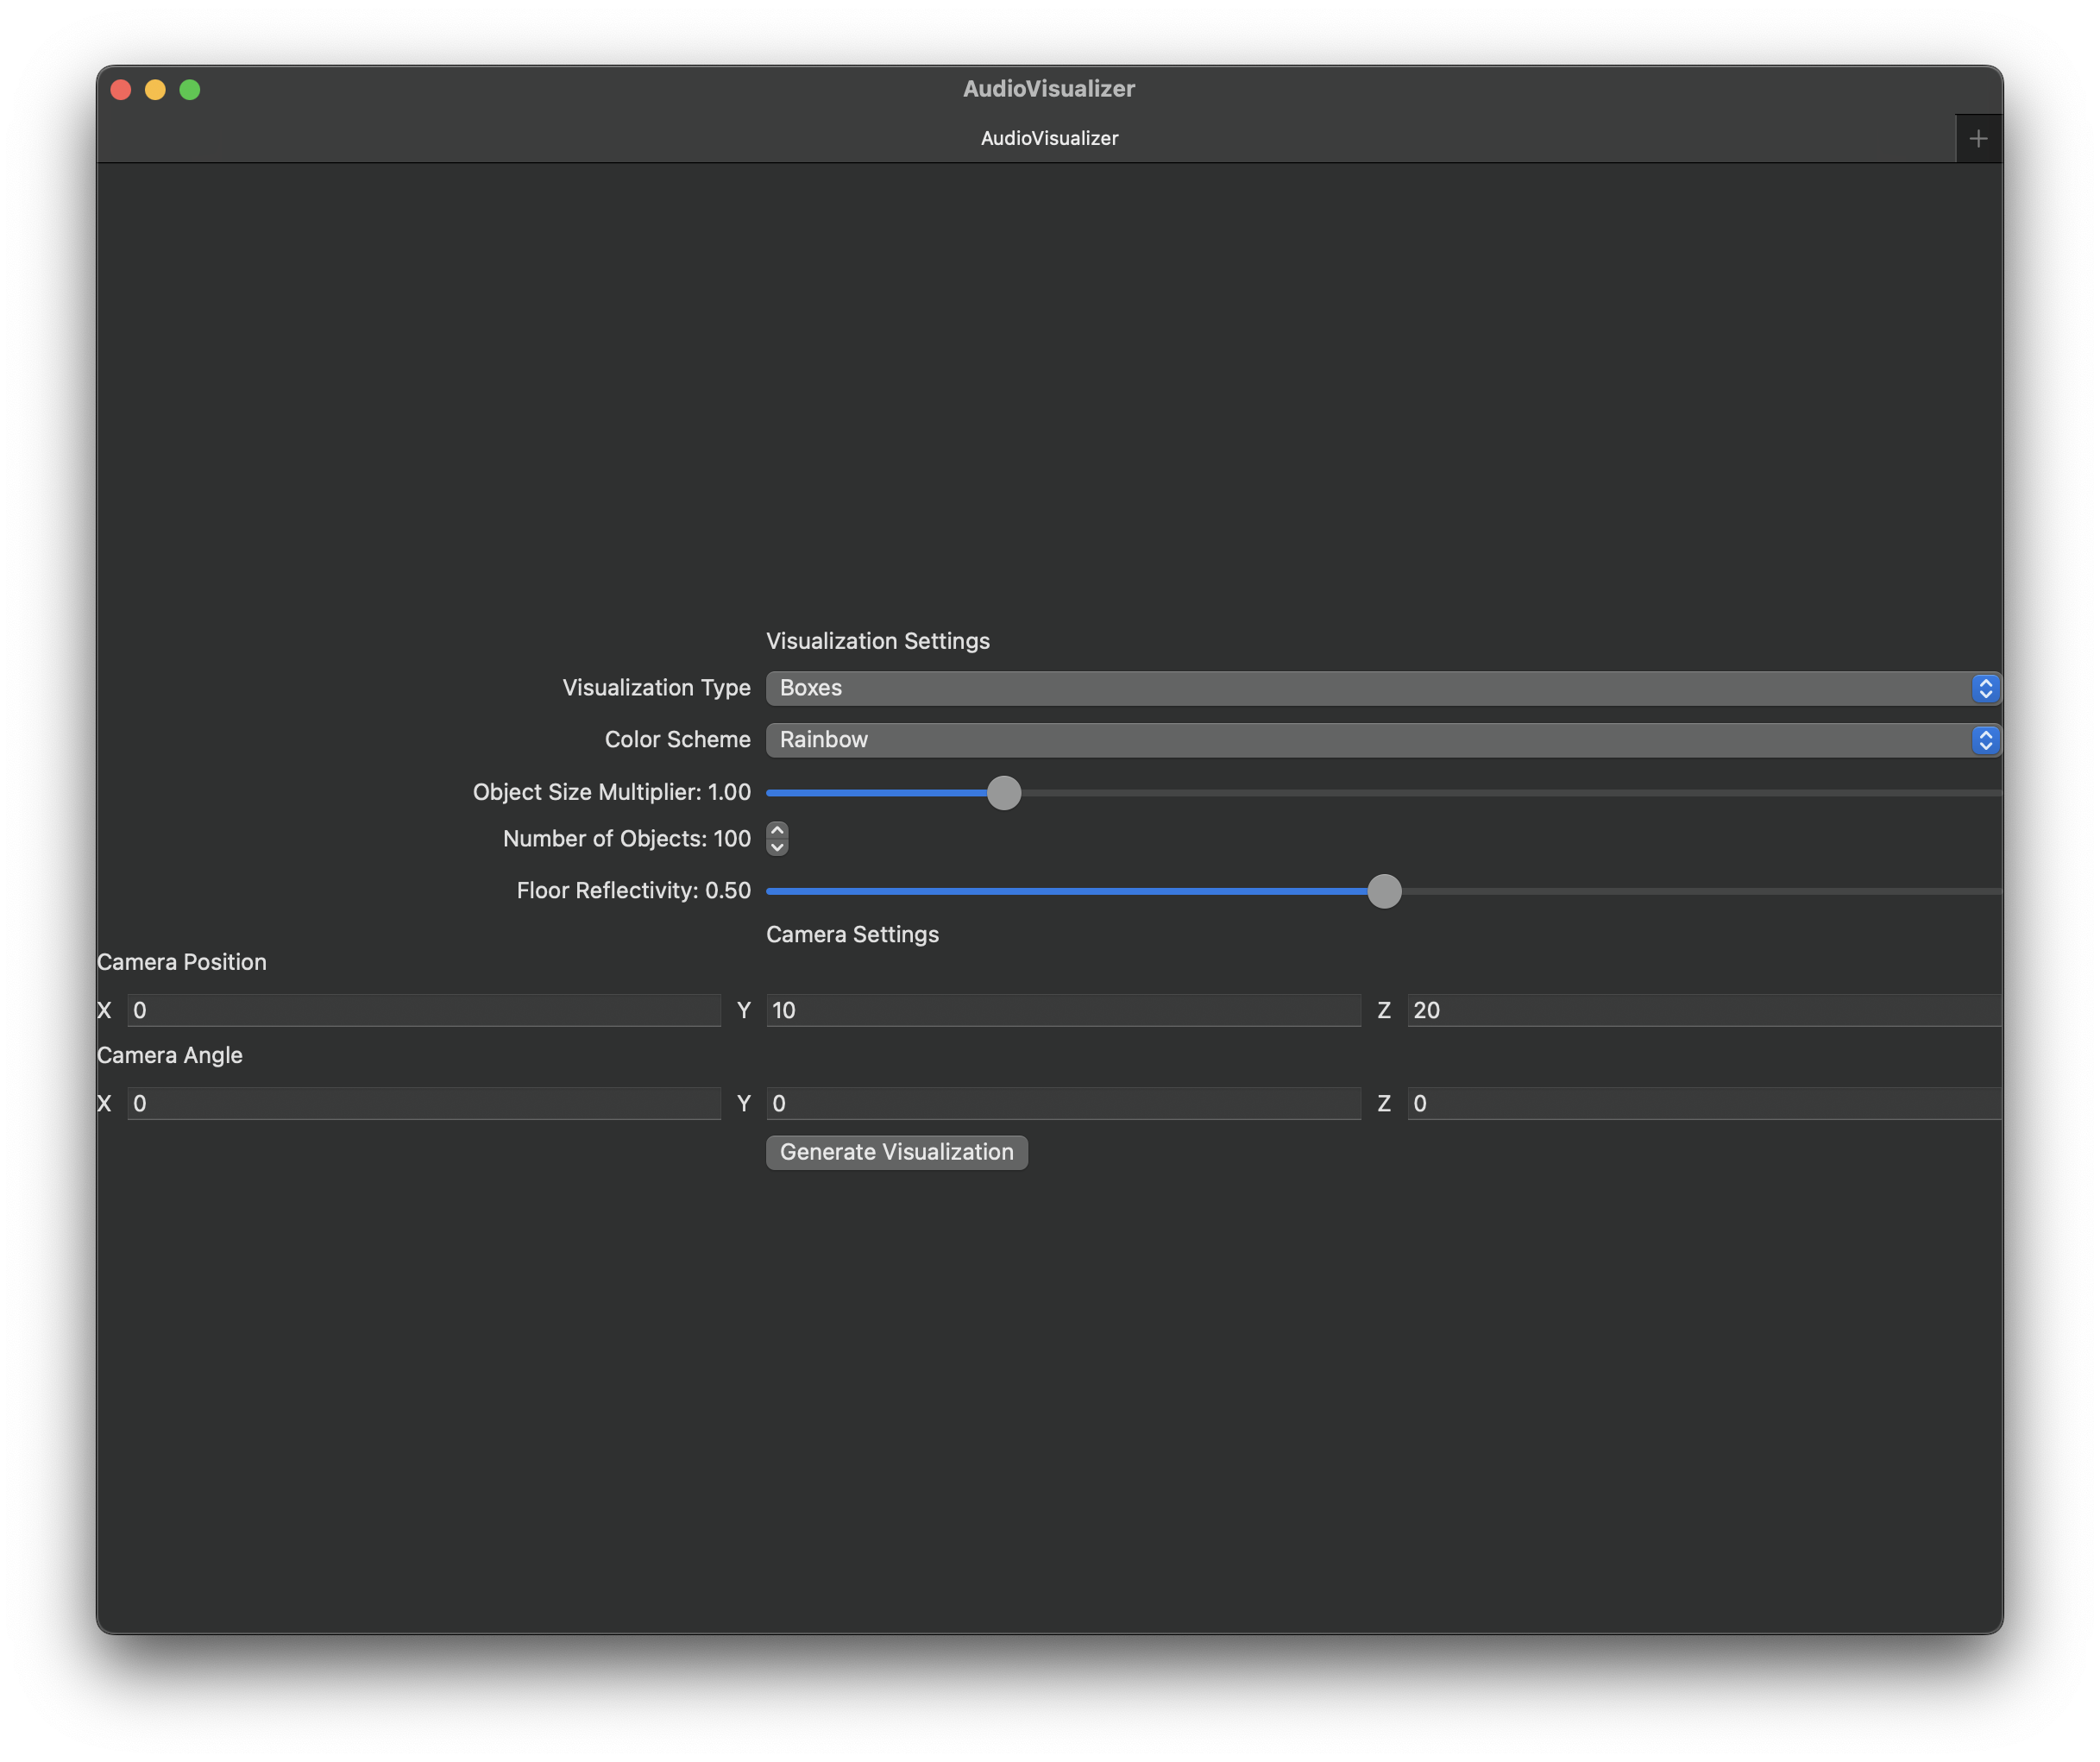 AudioVisualizer
AudioVisualizer
Visualization Settings
Visualization Type Boxes
Color Scheme Rainbow
Object Size Multiplier: 1.00
Number of Objects: 100
Floor Reflectivity: 0.50
Camera Settings
Camera Position
X 0 Y 10 Z 20
Camera Angle
X 0 Y 0 Z 0
Generate Visualization